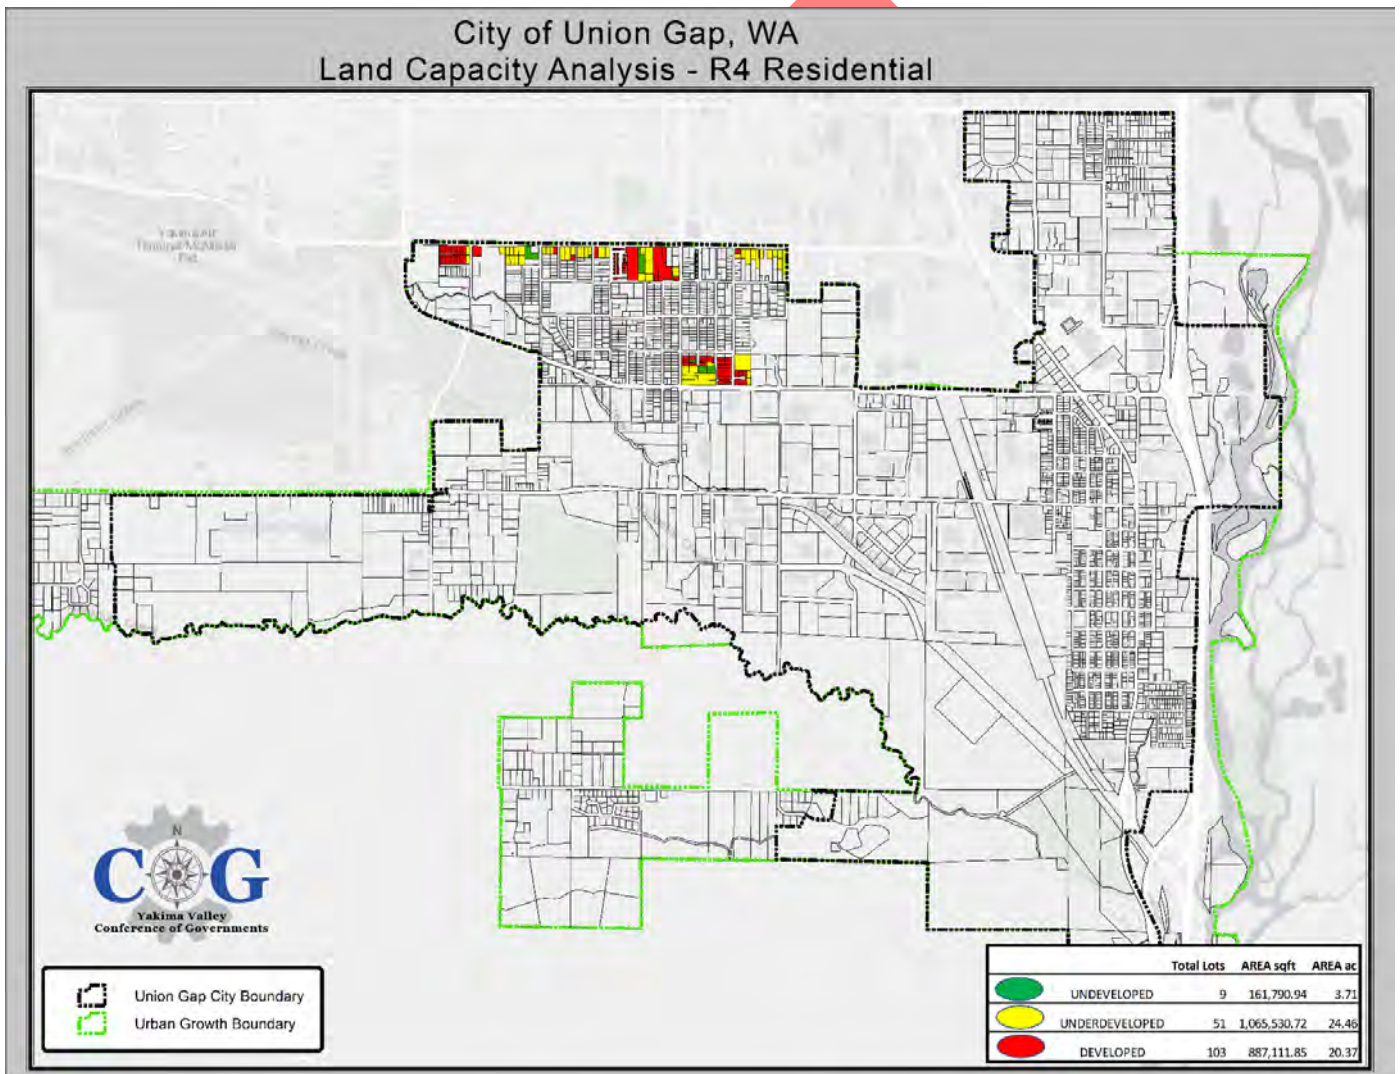 City of Union Gap, WA
Land Capacity Analysis - R4 Residential
N
COG
Yakima Valley
Conference of Governments
Union Gap City Boundary
Urban Growth Boundary
Total Lots AREA sqft AREA ac
UNDEVELOPED 9 161,790.94 3.71
UNDERDEVELOPED 51 1,065,530.72 24.46
DEVELOPED 103 887,111.85 20.37